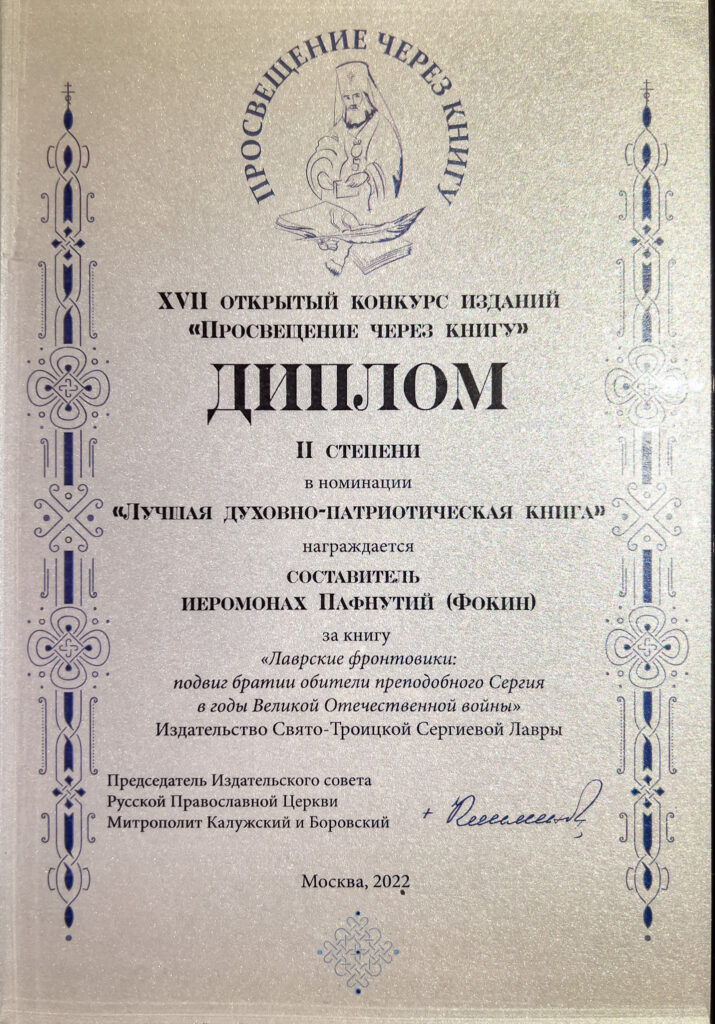 ПРОСВЕЩЕНИЕ ЧЕРЕЗ КНИГУ
XVII ОТКРЫТЫЙ КОНКУРС ИЗДАНИЙ
«ПРОСВЕЩЕНИЕ ЧЕРЕЗ КНИГУ»
ДИПЛОМ
II СТЕПЕНИ
в номинации
«ЛУЧШАЯ ДУХОВНО-ПАТРИОТИЧЕСКАЯ КНИГА»
награждается
СОСТАВИТЕЛЬ
ИЕРОМОНАХ ПАФНУТИЙ (ФОКИН)
за книгу
«Лаврские фронтовики:
подвиг братии обители преподобного Сергия
в годы Великой Отечественной войны»
Издательство Свято-Троицкой Сергиевой Лавры
Председатель Издательского совета
Русской Православной Церкви
Митрополит Калужский и Боровский
Москва, 2022